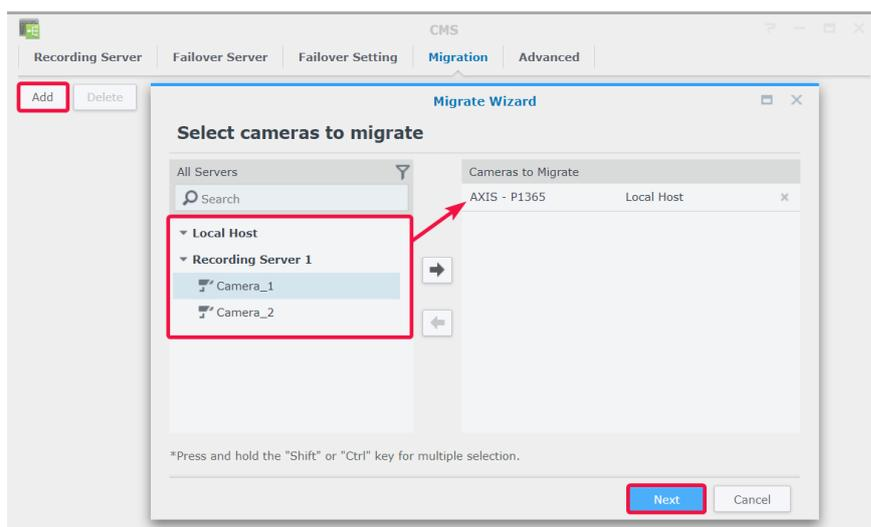 CMS
Recording Server Failover Server Failover Setting Migration Advanced
Add Delete
Migrate Wizard
Select cameras to migrate
All Servers
Search
Local Host
Recording Server 1
Camera_1
Camera_2
Cameras to Migrate
AXIS - P1365 Local Host
*Press and hold the "Shift" or "Ctrl" key for multiple selection.
Next Cancel